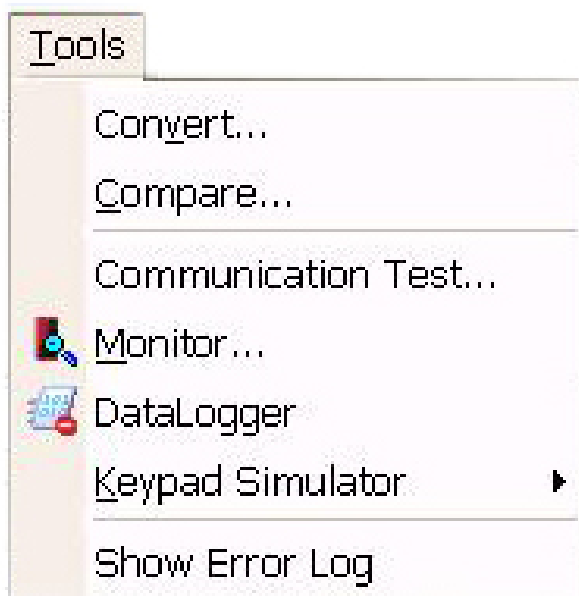 Tools
Convert...
Compare...
Communication Test...
Monitor...
DataLogger
Keypad Simulator
Show Error Log